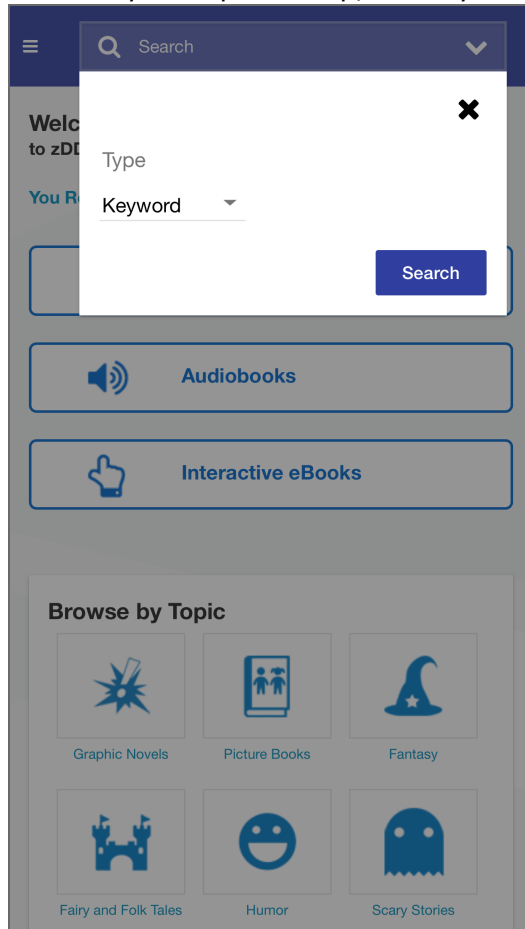 Search
Welc
Type
to zDD
You R
Keyword
Search
Audiobooks
Interactive eBooks
Browse by Topic
Graphic Novels
Picture Books
Fantasy
Fairy and Folk Tales
Humor
Scary Stories